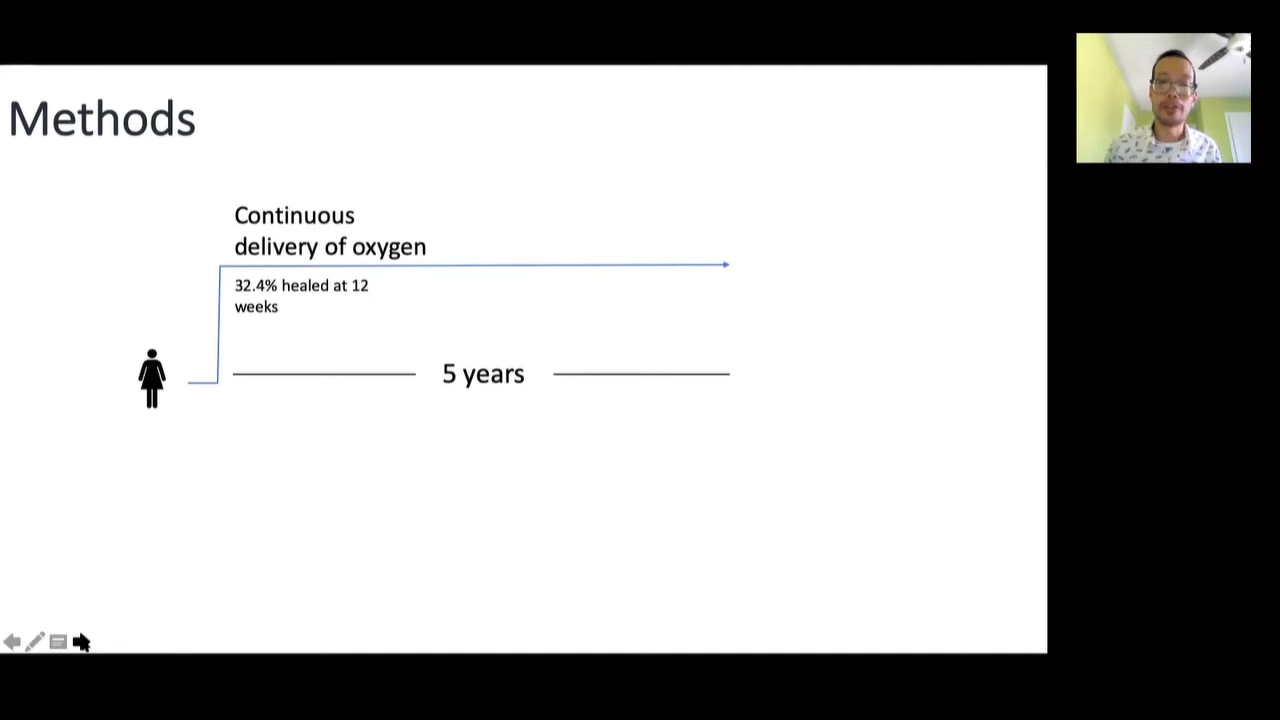 Methods
Continuous
delivery of oxygen
32.4% healed at 12
weeks
5 years